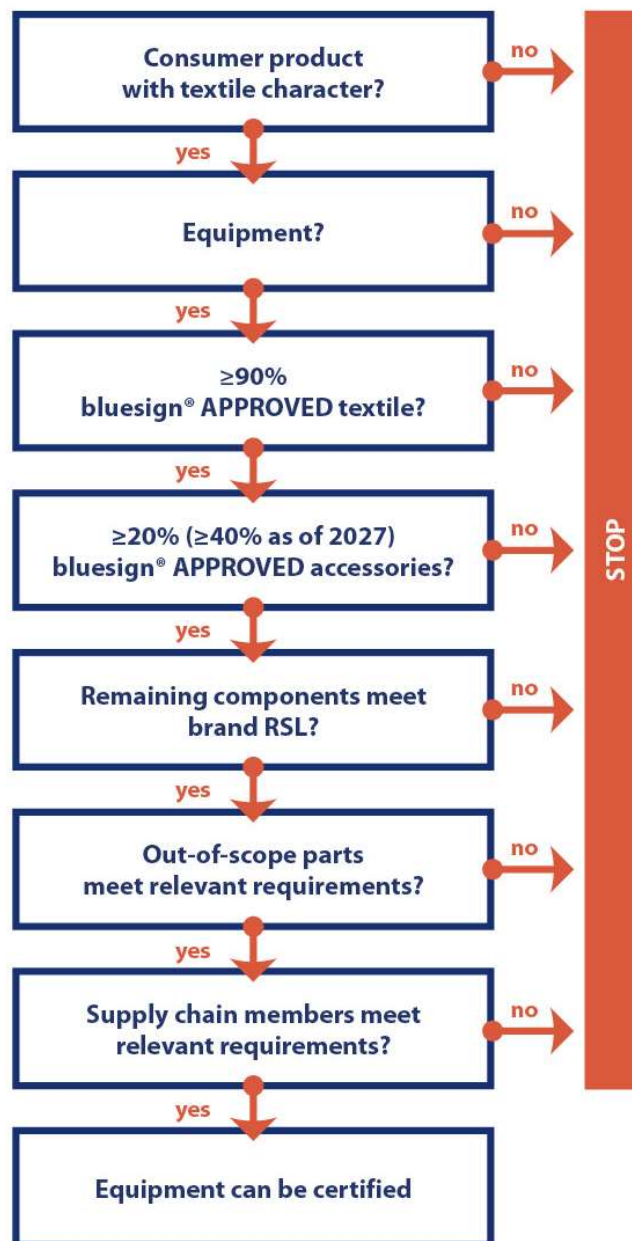 Consumer product
with textile character?
no
yes
Equipment?
no
yes
≥90%
bluesign® APPROVED textile?
no
yes
≥20% (≥40% as of 2027)
bluesign® APPROVED accessories?
no
yes
Remaining components meet
brand RSL?
no
yes
Out-of-scope parts
meet relevant requirements?
no
yes
Supply chain members meet
relevant requirements?
no
yes
Equipment can be certified
STOP